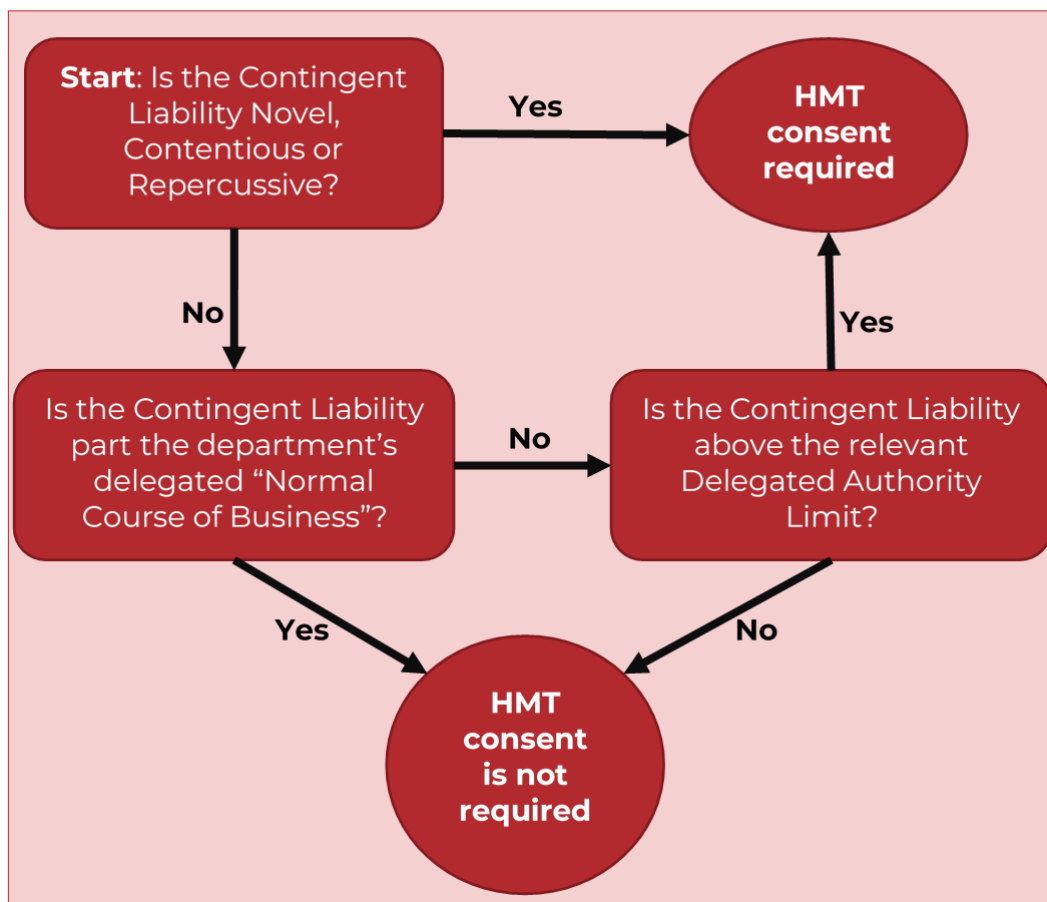 Start: Is the Contingent
Liability Novel,
Contentious or
Repercussive?
Yes
HMT
consent
required
No
Yes
Is the Contingent Liability
part the department’s
delegated “Normal
Course of Business”?
No
Is the Contingent Liability
above the relevant
Delegated Authority
Limit?
Yes
No
HMT
consent
is not
required